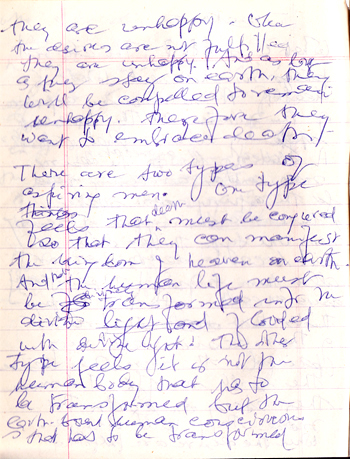 they are unhappy. When
the desires are not fulfilled
they are unhappy. And as long
as they stay on earth, they
will be compelled to remain
unhappy. Therefore they
want to embrace death.
There are two types of
aspiring men. One type
feels that death must be conquered
so that they can manifest
the kingdom of heaven on earth.
And the human life must
be transformed into the
divine light and flooded
with divine light. The other
type feels it is not the
human body that has to
be transformed but the
earth-bound human consciousness
that has to be transformed